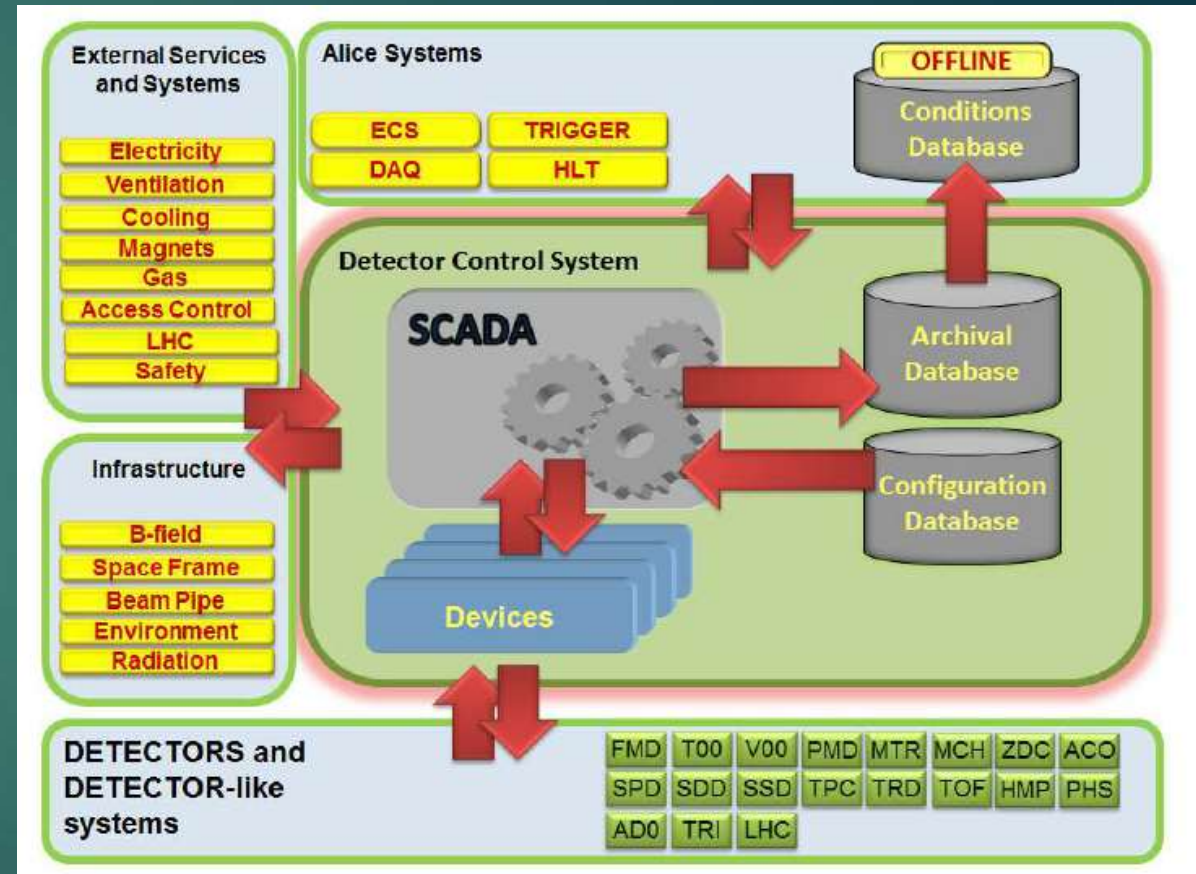 External Services
and Systems
Electricity
Ventilation
Cooling
Magnets
Gas
Access Control
LHC
Safety
Alice Systems
ECS
TRIGGER
DAQ
HLT
OFFLINE
Conditions
Database
Detector Control System
SCADA
Archival
Database
Configuration
Database
Devices
Infrastructure
B-field
Space Frame
Beam Pipe
Environment
Radiation
DETECTORS and
DETECTOR-like
systems
FMD T00 V00 PMD MTR MCH ZDC ACO
SPD SDD SSD TPC TRD TOF HMP PHS
AD0 TRI LHC